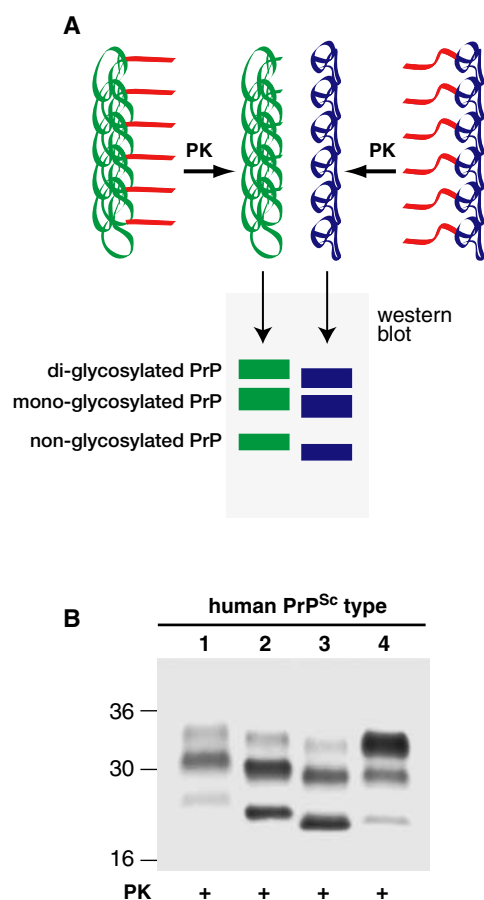 A
PK
PK
western
blot
di-glycosylated PrP
mono-glycosylated PrP
non-glycosylated PrP
B
human PrPSc type
1 2 3 4
36
30
16
PK + + + +